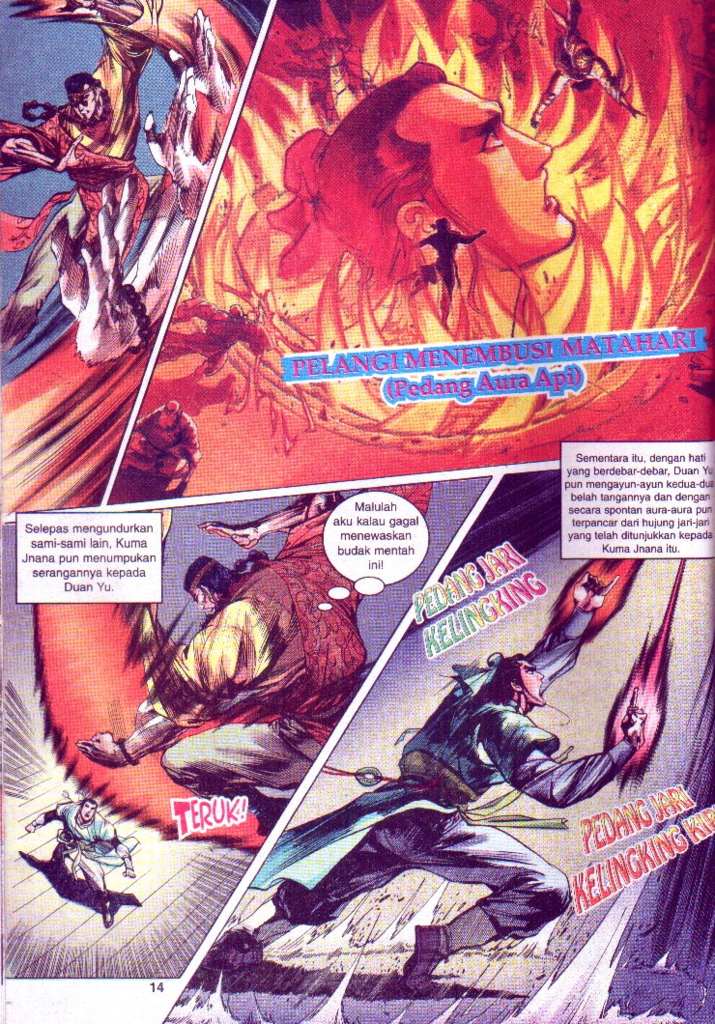 PELANGI MENEMBUSI MATAHARI
(Pedang Aura Api)
Selepas mengundurkan
sami-sami lain, Kuma
Jnana pun menumpukan
serangannya kepada
Duan Yu.
Malulah
aku kalau gagal
menewaskan
budak mentah
ini!
TERUK!
Sementara itu, dengan hati
yang berdebar-debar, Duan Yu
pun mengayun-ayun kedua-dua
belah tangannya dan dengan
secara spontan aura-aura pun
terpancar dari hujung jari-jari
yang telah ditunjukkan kepada
Kuma Jnana itu.
PEDANG JARI
KELINGKING
PEDANG JARI
KELINGKING
14